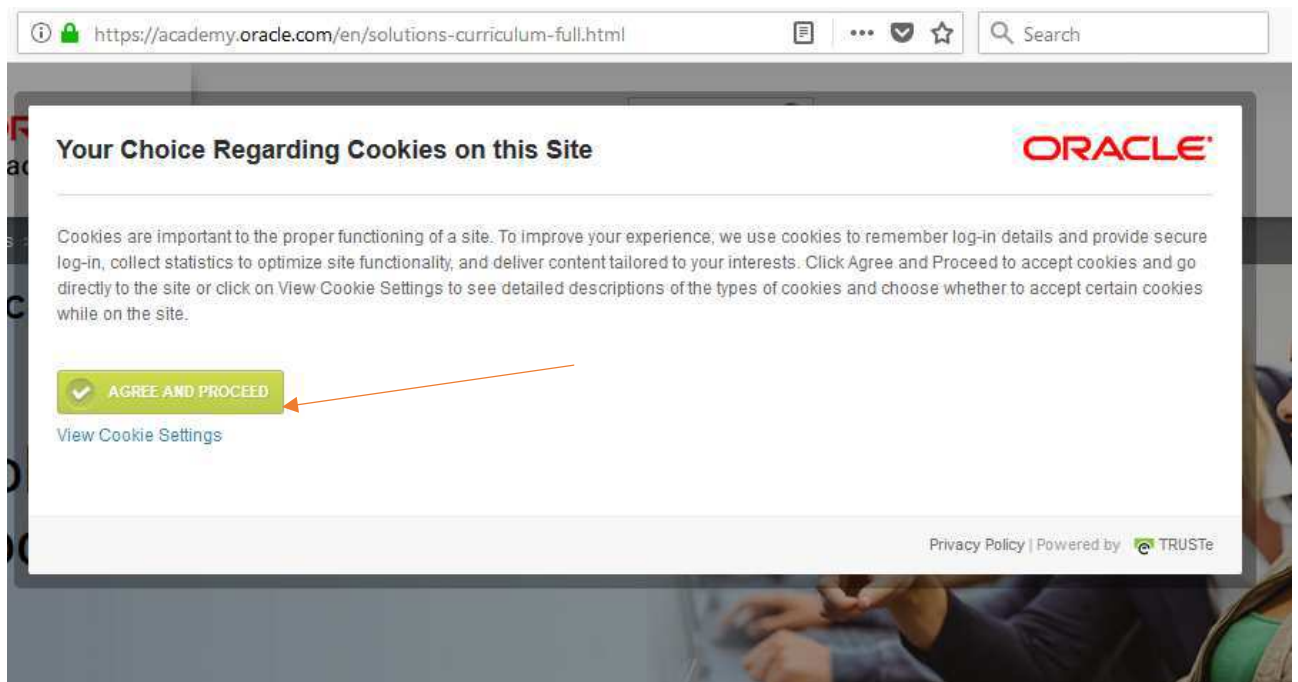 https://academy.oracle.com/en/solutions-curriculum-full.html
Search
Your Choice Regarding Cookies on this Site
ORACLE
Cookies are important to the proper functioning of a site. To improve your experience, we use cookies to remember log-in details and provide secure
log-in, collect statistics to optimize site functionality, and deliver content tailored to your interests. Click Agree and Proceed to accept cookies and go
directly to the site or click on View Cookie Settings to see detailed descriptions of the types of cookies and choose whether to accept certain cookies
while on the site.
AGREE AND PROCEED
View Cookie Settings
Privacy Policy | Powered by TRUSTe